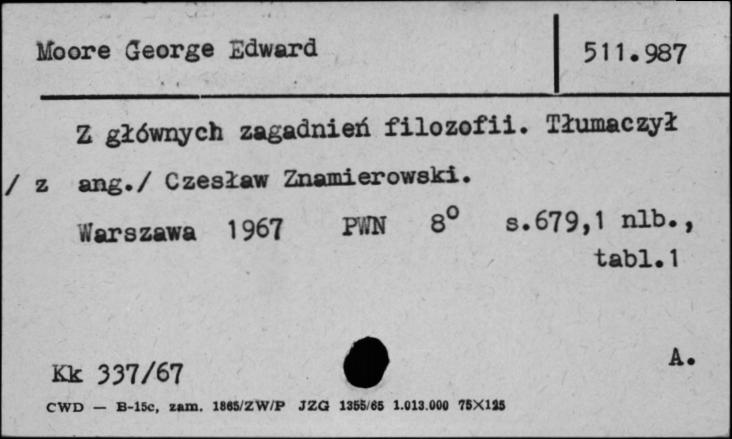 Moore George Edward 511.987
Z głównych zagadnień filozofii. Tłumaczył
/ z ang./ Czesław Znamierowski.
Warszawa 1967 PWN 8° s.679,1 nlb.,
tabl.1
A.
Kk 337/67
CWD — B-15c, zam. 1865/ZW/P JZG 1355/65 1.013.000 75X125